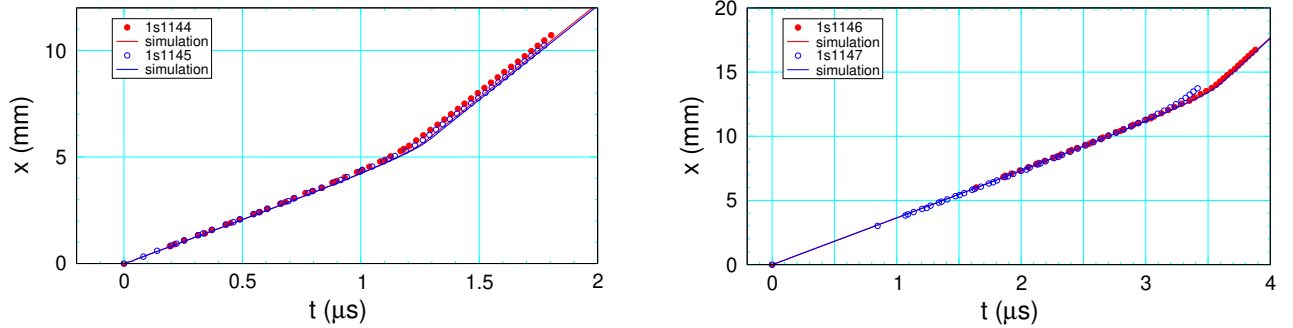 1s1144
simulation
1s1145
simulation
x (mm)
10
5
0
0
0.5
1
1.5
2
t (μs)
1s1146
simulation
1s1147
simulation
x (mm)
20
15
10
5
0
0
1
2
3
4
t (μs)